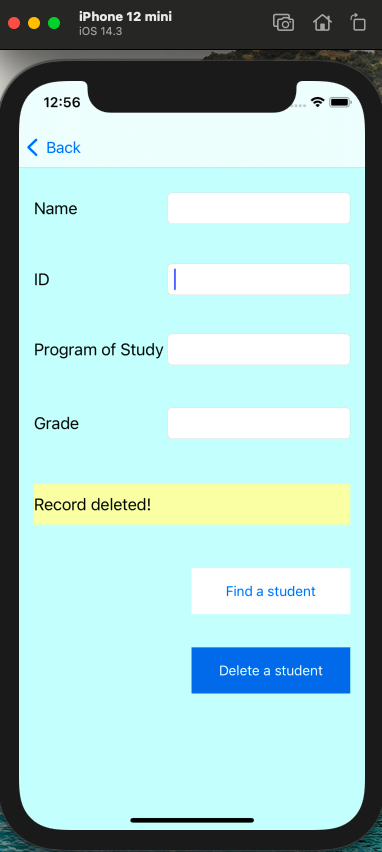 iPhone 12 mini
iOS 14.3
12:56
Back
Name
ID
Program of Study
Grade
Record deleted!
Find a student
Delete a student